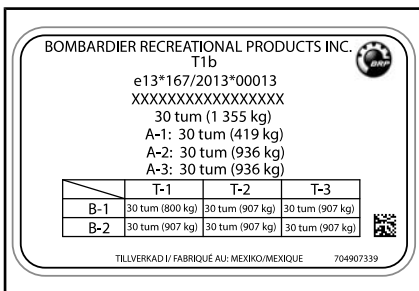 BOMBARDIER RECREATIONAL PRODUCTS INC.
T1b
BRP
e13*167/2013*00013
XXXXXXXXXXXXXXXXX
30 tum (1 355 kg)
A-1: 30 tum (419 kg)
A-2: 30 tum (936 kg)
A-3: 30 tum (936 kg)
T-1 T-2 T-3
B-1 30 tum (800 kg) 30 tum (907 kg) 30 tum (907 kg)
B-2 30 tum (907 kg) 30 tum (907 kg) 30 tum (907 kg)
TILLVERKAD I/ FABRIQUÉ AU: MEXIKO/MEXIQUE 704907339